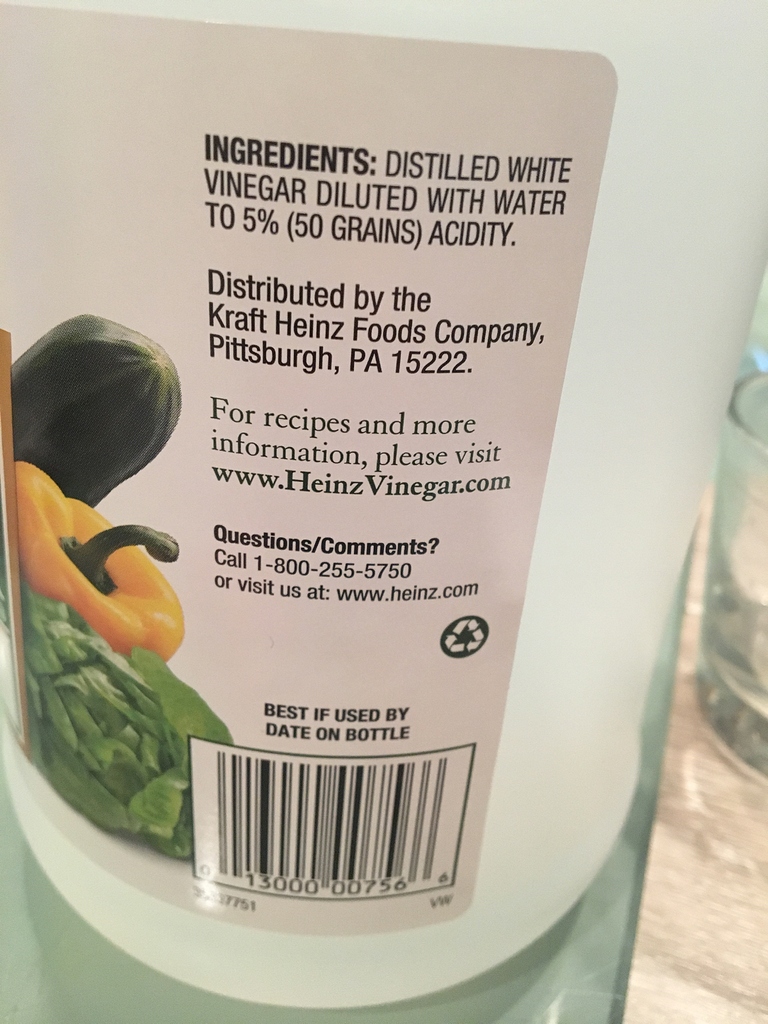 INGREDIENTS: DISTILLED WHITE
VINEGAR DILUTED WITH WATER
TO 5% (50 GRAINS) ACIDITY.
Distributed by the
Kraft Heinz Foods Company,
Pittsburgh, PA 15222.
For recipes and more
information, please visit
www.HeinzVinegar.com
Questions/Comments?
Call 1-800-255-5750
or visit us at: www.heinz.com
BEST IF USED BY
DATE ON BOTTLE
0 13000 00756 6
VW